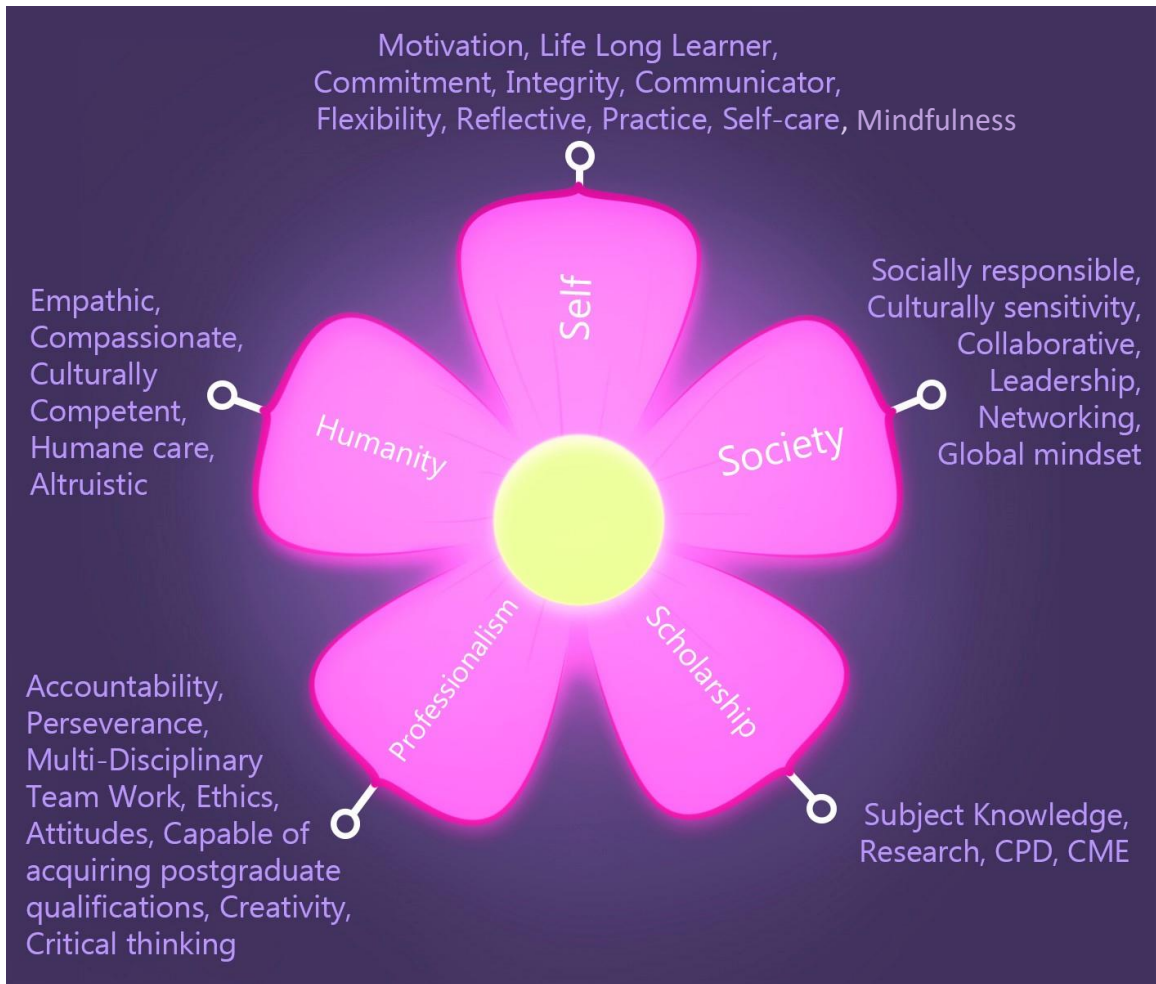 Motivation, Life Long Learner,
Commitment, Integrity, Communicator,
Flexibility, Reflective, Practice, Self-care, Mindfulness
Self
Socially responsible,
Culturally sensitivity,
Collaborative,
Leadership,
Networking,
Global mindset
Society
Empathic,
Compassionate,
Culturally
Competent,
Humane care,
Altruistic
Humanity
Professionalism
Scholarship
Accountability,
Perseverance,
Multi-Disciplinary
Team Work, Ethics,
Attitudes, Capable of
acquiring postgraduate
qualifications, Creativity,
Critical thinking
Subject Knowledge,
Research, CPD, CME